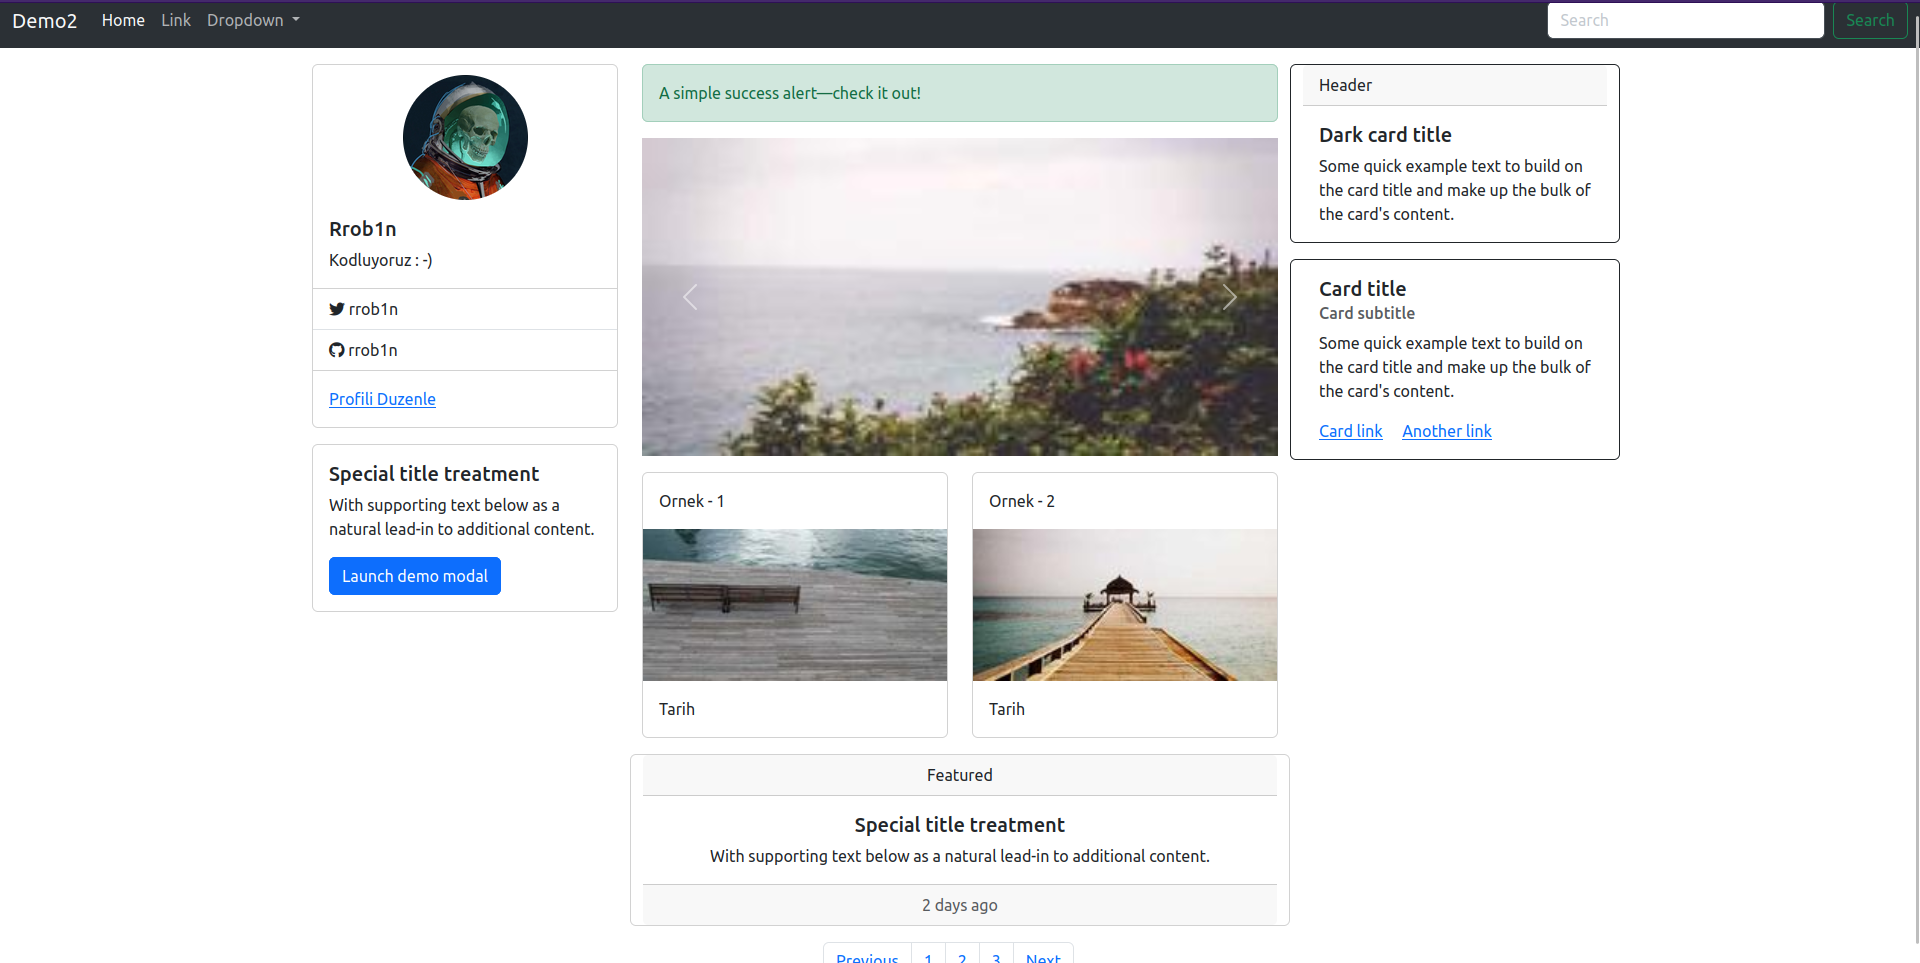 Demo2 Home Link Dropdown Search Search
Rrob1n
Kodluyoruz : -)
rrob1n
rrob1n
Profili Duzenle
Special title treatment
With supporting text below as a
natural lead-in to additional content.
Launch demo modal
A simple success alert—check it out!
Ornek - 1
Tarih
Ornek - 2
Tarih
Featured
Special title treatment
With supporting text below as a natural lead-in to additional content.
2 days ago
Previous 1 2 3 Next
Header
Dark card title
Some quick example text to build on
the card title and make up the bulk of
the card's content.
Card title
Card subtitle
Some quick example text to build on
the card title and make up the bulk of
the card's content.
Card link Another link